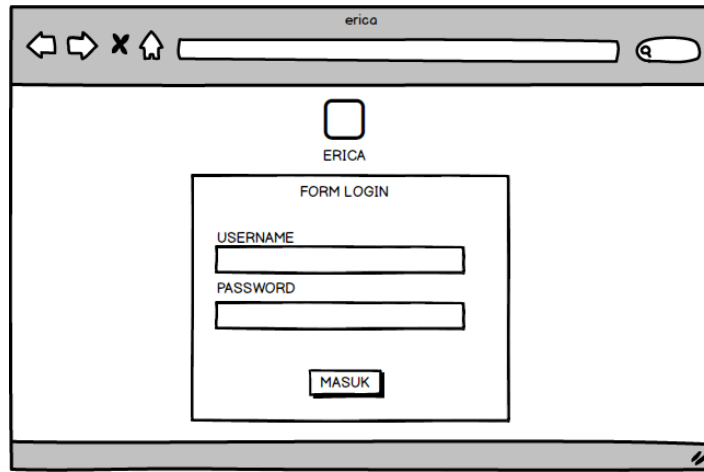 erica
ERICA
FORM LOGIN
USERNAME
PASSWORD
MASUK